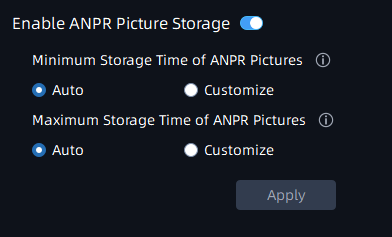 Enable ANPR Picture Storage
Minimum Storage Time of ANPR Pictures
Auto Customize
Maximum Storage Time of ANPR Pictures
Auto Customize
Apply